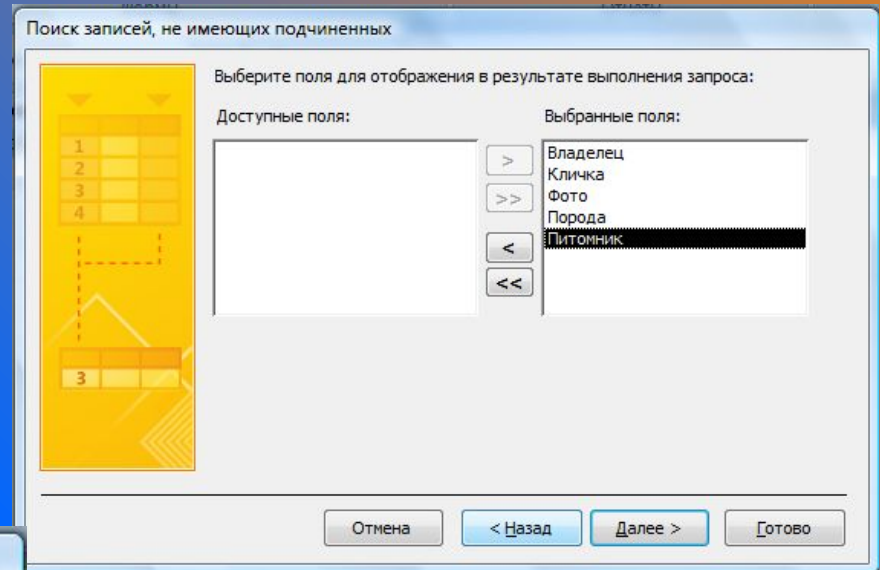 Поиск записей, не имеющих подчиненных
Выберите поля для отображения в результате выполнения запроса:
Доступные поля:
Выбранные поля:
1
2
3
4
3
>
>>
<
<<
Владелец
Кличка
Фото
Порода
Питомник
Отмена
< Назад
Далее >
Готово